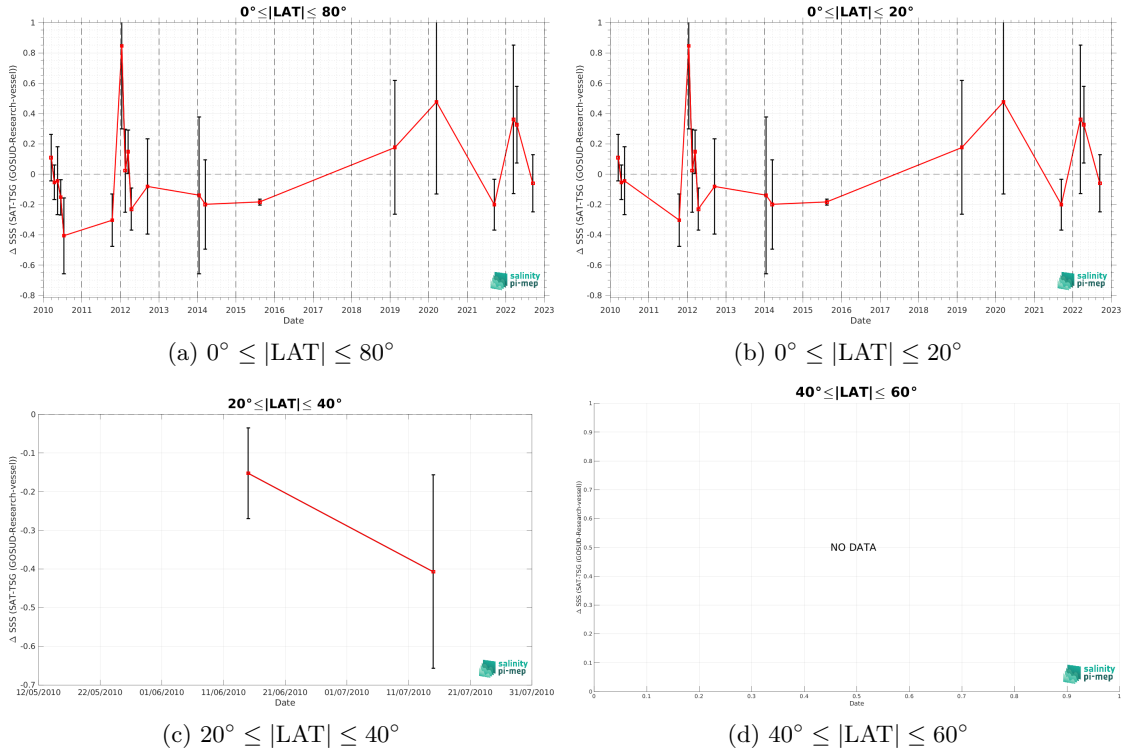 0°≤|LAT|≤ 80°
Δ SSS (SAT-TSG (GOSUD-Research-vessel))
1
0.8
0.6
0.4
0.2
0
-0.2
-0.4
-0.6
-0.8
2010 2011 2012 2013 2014 2015 2016 2017 2018 2019 2020 2021 2022 2023
Date
salinity
pi-mep
(a) 0° ≤ |LAT| ≤ 80°
0°≤|LAT|≤ 20°
Δ SSS (SAT-TSG (GOSUD-Research-vessel))
1
0.8
0.6
0.4
0.2
0
-0.2
-0.4
-0.6
-0.8
2010 2011 2012 2013 2014 2015 2016 2017 2018 2019 2020 2021 2022 2023
Date
salinity
pi-mep
(b) 0° ≤ |LAT| ≤ 20°
20°≤|LAT|≤ 40°
Δ SSS (SAT-TSG (GOSUD-Research-vessel))
0
-0.1
-0.2
-0.3
-0.4
-0.5
-0.6
-0.7
12/05/2010 22/05/2010 01/06/2010 11/06/2010 21/06/2010 01/07/2010 11/07/2010 21/07/2010 31/07/2010
Date
salinity
pi-mep
(c) 20° ≤ |LAT| ≤ 40°
40°≤|LAT|≤ 60°
Δ SSS (SAT-TSG (GOSUD-Research-vessel))
1
0.9
0.8
0.7
0.6
0.5
0.4
0.3
0.2
0.1
0
NO DATA
0 0.1 0.2 0.3 0.4 0.5 0.6 0.7 0.8 0.9 1
Date
salinity
pi-mep
(d) 40° ≤ |LAT| ≤ 60°